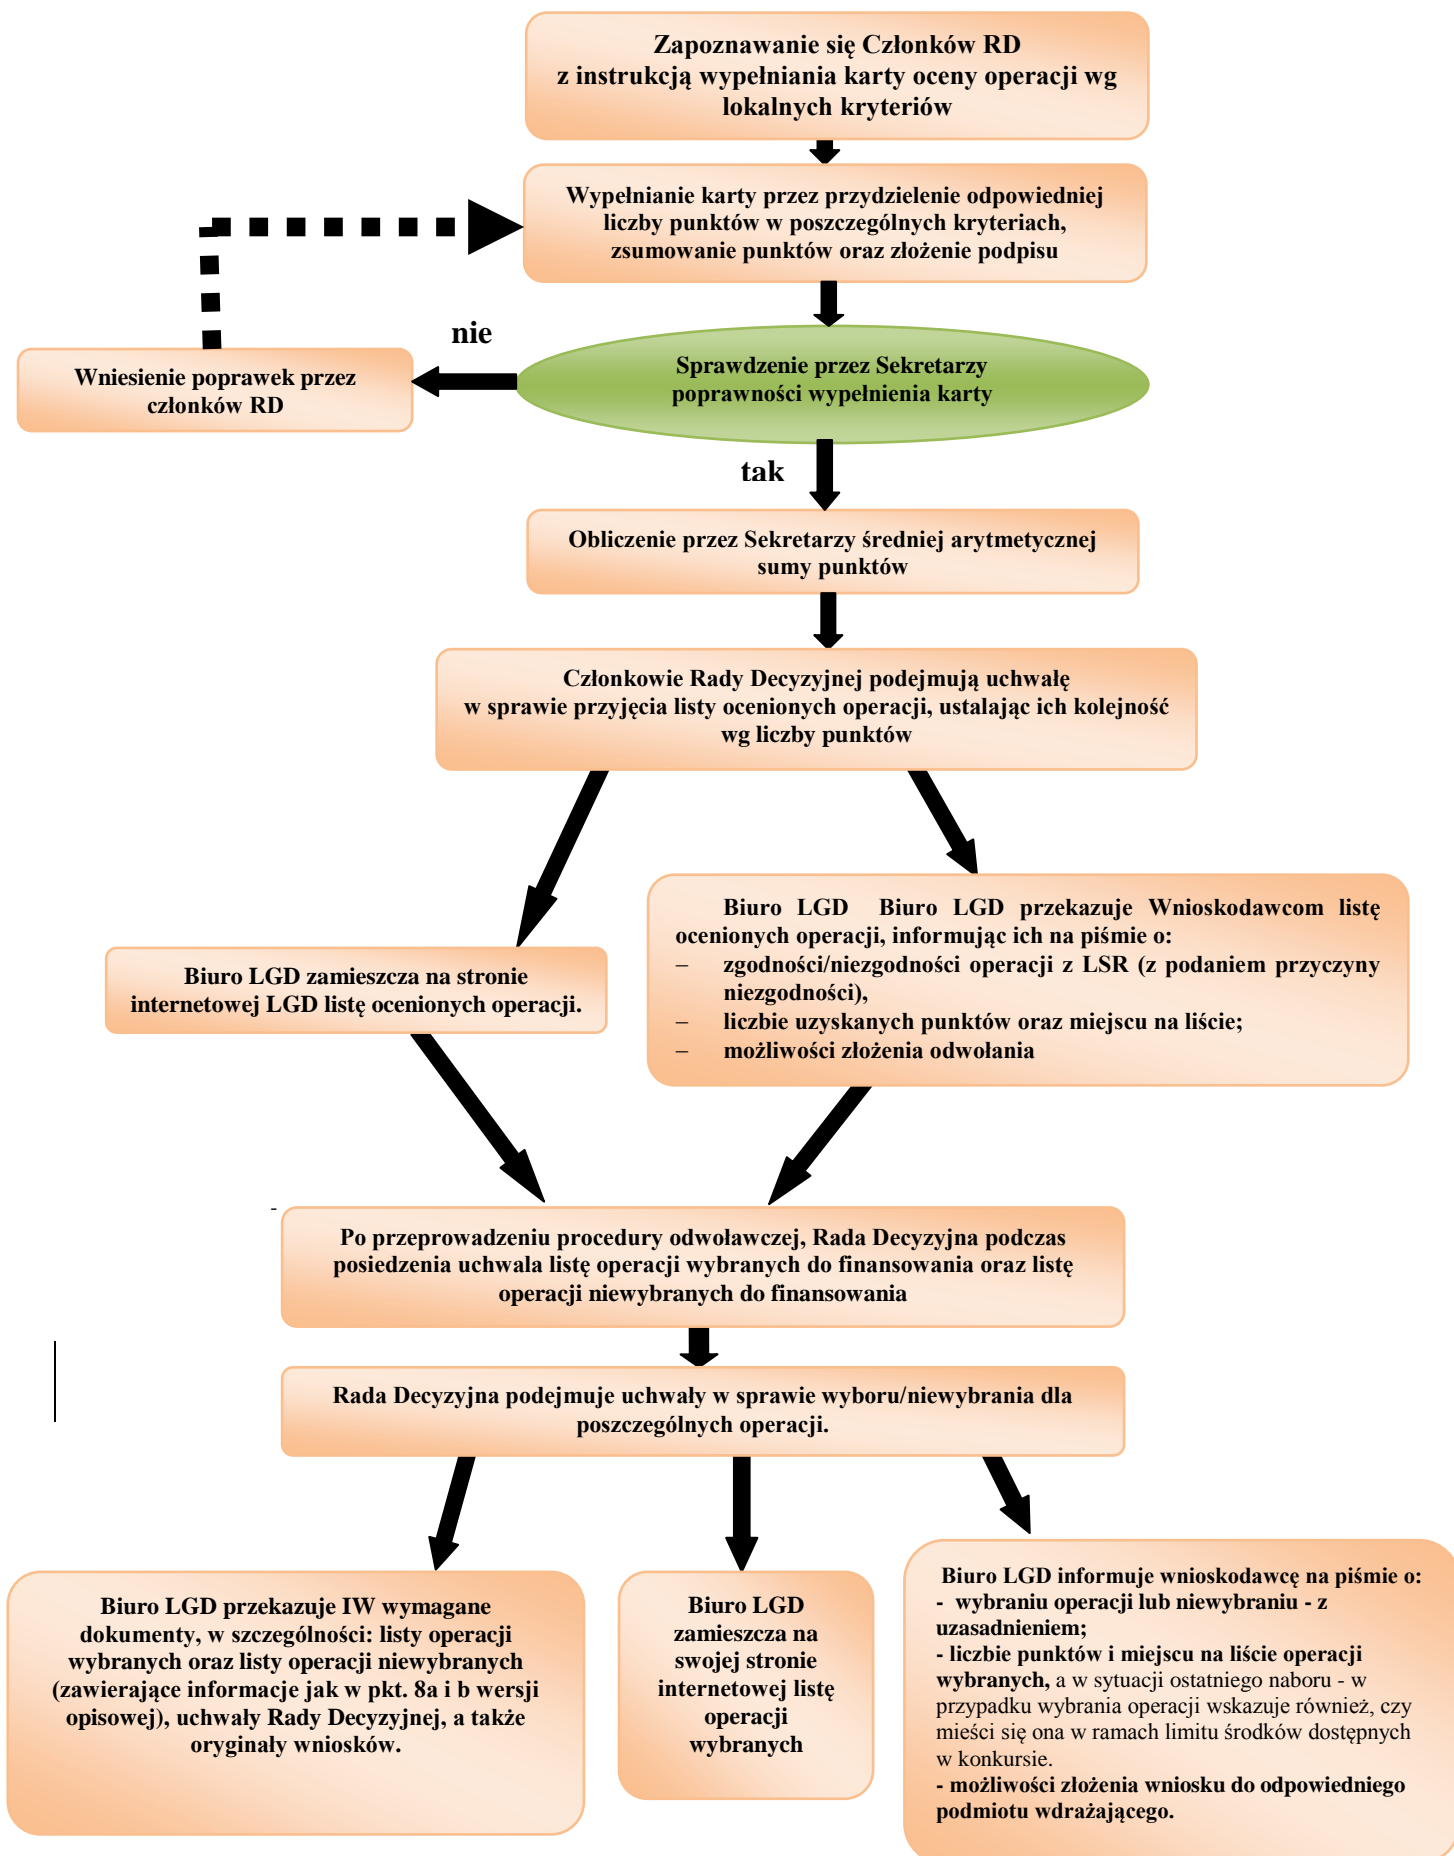 Zapoznawanie się Członków RD
z instrukcją wypełniania karty oceny operacji wg
lokalnych kryteriów
Wypełnianie karty przez przydzielenie odpowiedniej
liczby punktów w poszczególnych kryteriach,
zsumowanie punktów oraz złożenie podpisu
nie
Sprawdzenie przez Sekretarzy
poprawności wypełnienia karty
Wniesienie poprawek przez
członków RD
tak
Obliczenie przez Sekretarzy średniej arytmetycznej
sumy punktów
Członkowie Rady Decyzyjnej podejmują uchwałę
w sprawie przyjęcia listy ocenionych operacji, ustalając ich kolejność
wg liczby punktów
Biuro LGD zamieszcza na stronie
internetowej LGD listę ocenionych operacji.
Biuro LGD Biuro LGD przekazuje Wnioskodawcom listę
ocenionych operacji, informując ich na piśmie o:
– zgodności/niezgodności operacji z LSR (z podaniem przyczyny
niezgodności),
– liczbie uzyskanych punktów oraz miejscu na liście;
– możliwości złożenia odwołania
-
Po przeprowadzeniu procedury odwoławczej, Rada Decyzyjna podczas
posiedzenia uchwala listę operacji wybranych do finansowania oraz listę
operacji niewybranych do finansowania
Rada Decyzyjna podejmuje uchwały w sprawie wyboru/niewybrania dla
poszczególnych operacji.
Biuro LGD przekazuje IW wymagane
dokumenty, w szczególności: listy operacji
wybranych oraz listy operacji niewybranych
(zawierające informacje jak w pkt. 8a i b wersji
opisowej), uchwały Rady Decyzyjnej, a także
oryginały wniosków.
Biuro LGD
zamieszcza na
swojej stronie
internetowej listę
operacji
wybranych
Biuro LGD informuje wnioskodawcę na piśmie o:
- wybraniu operacji lub niewybraniu - z
uzasadnieniem;
- liczbie punktów i miejscu na liście operacji
wybranych, a w sytuacji ostatniego naboru - w
przypadku wybrania operacji wskazuje również, czy
mieści się ona w ramach limitu środków dostępnych
w konkursie.
- możliwości złożenia wniosku do odpowiedniego
podmiotu wdrażającego.